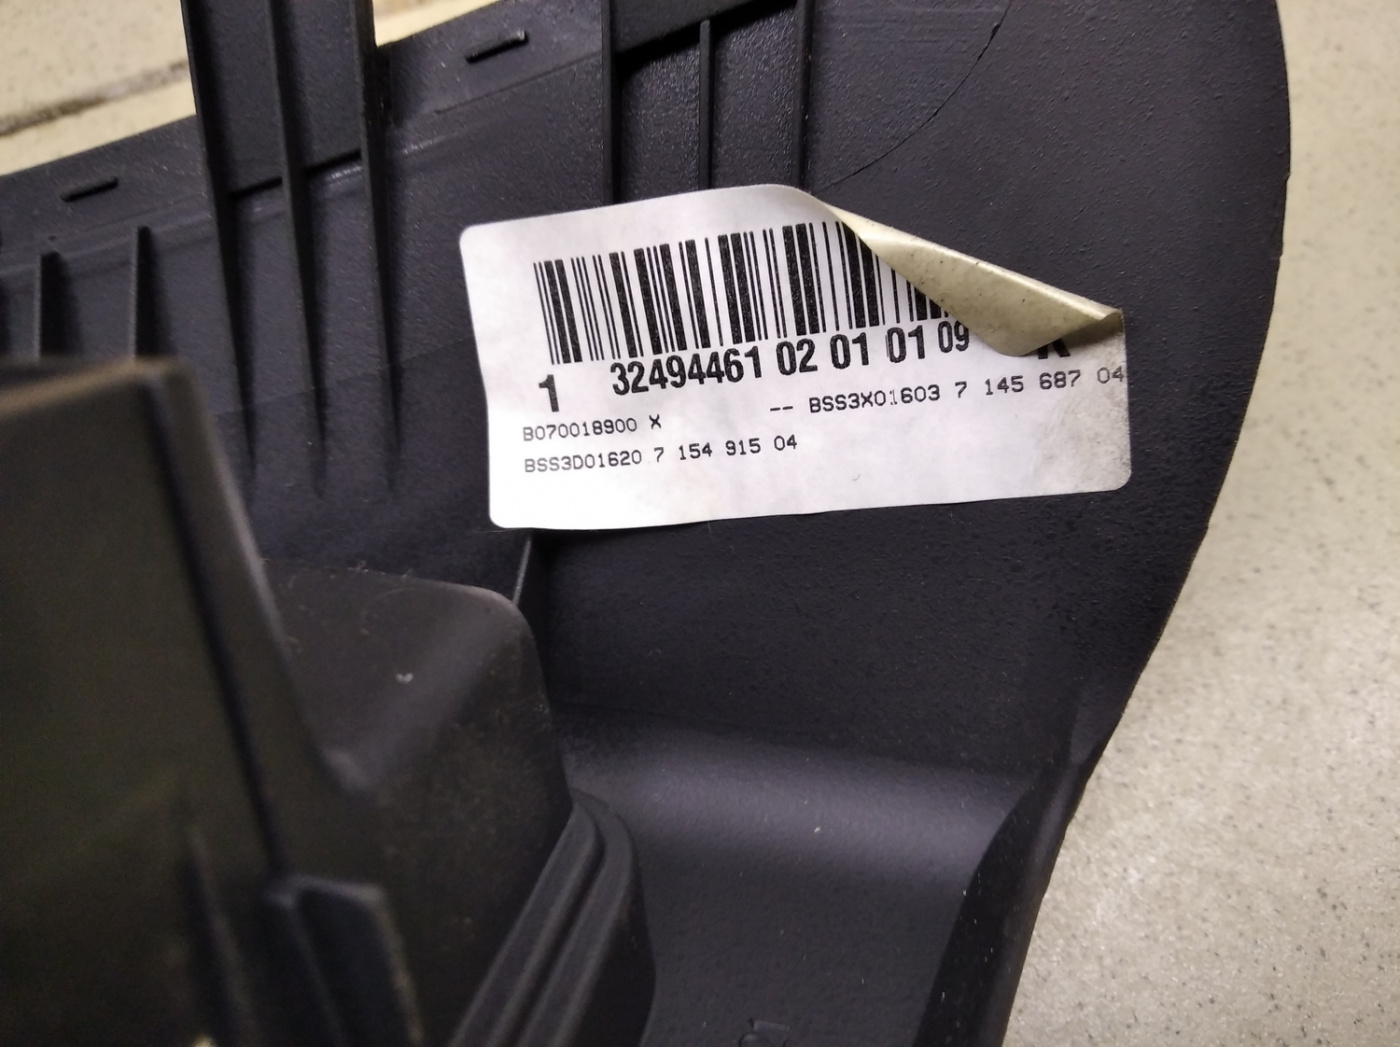 1 32494461 02 01 01 09
B070018900 X -- BSS3X01603 7 145 687 04
BSS3D01620 7 154 915 04